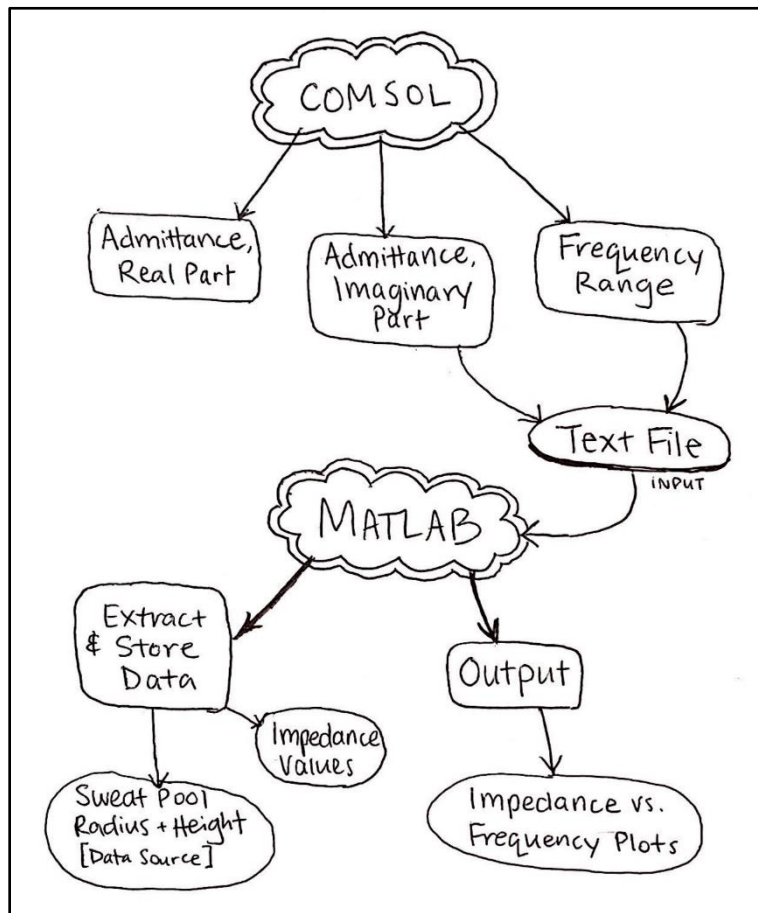 COMSOL
Admittance,
Real Part
Admittance,
Imaginary
Part
Frequency
Range
Text File
INPUT
MATLAB
Extract
& Store
Data
Impedance
Values
Sweat Pool
Radius + Height
[Data Source]
Output
Impedance vs.
Frequency Plots